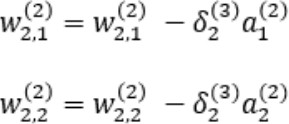 w_{2,1}^{(2)} = w_{2,1}^{(2)} − δ_2^{(3)} a_1^{(2)}
w_{2,2}^{(2)} = w_{2,2}^{(2)} − δ_2^{(3)} a_2^{(2)}